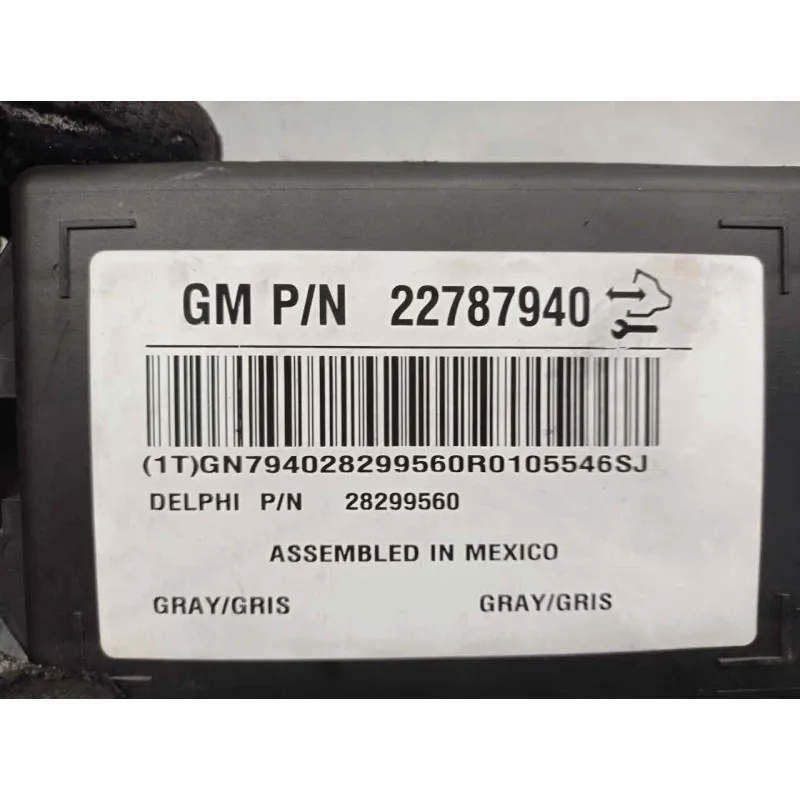 GM P/N 22787940
(1T)GN794028299560R0105546SJ
DELPHI P/N 28299560
ASSEMBLED IN MEXICO
GRAY/GRIS GRAY/GRIS